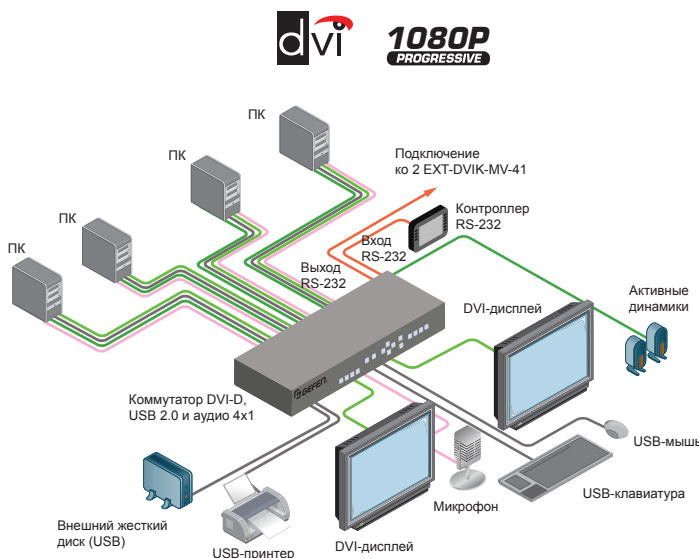 dvi
1080P
PROGRESSIVE
ПК
ПК
ПК
ПК
Подключение
ко 2 EXT-DVIK-MV-41
Контроллер
RS-232
Вход
RS-232
Выход
RS-232
DVI-дисплей
Активные
динамики
GEFEN
Коммутатор DVI-D,
USB 2.0 и аудио 4x1
USB-мышь
USB-клавиатура
Микрофон
Внешний жесткий
диск (USB)
USB-принтер
DVI-дисплей